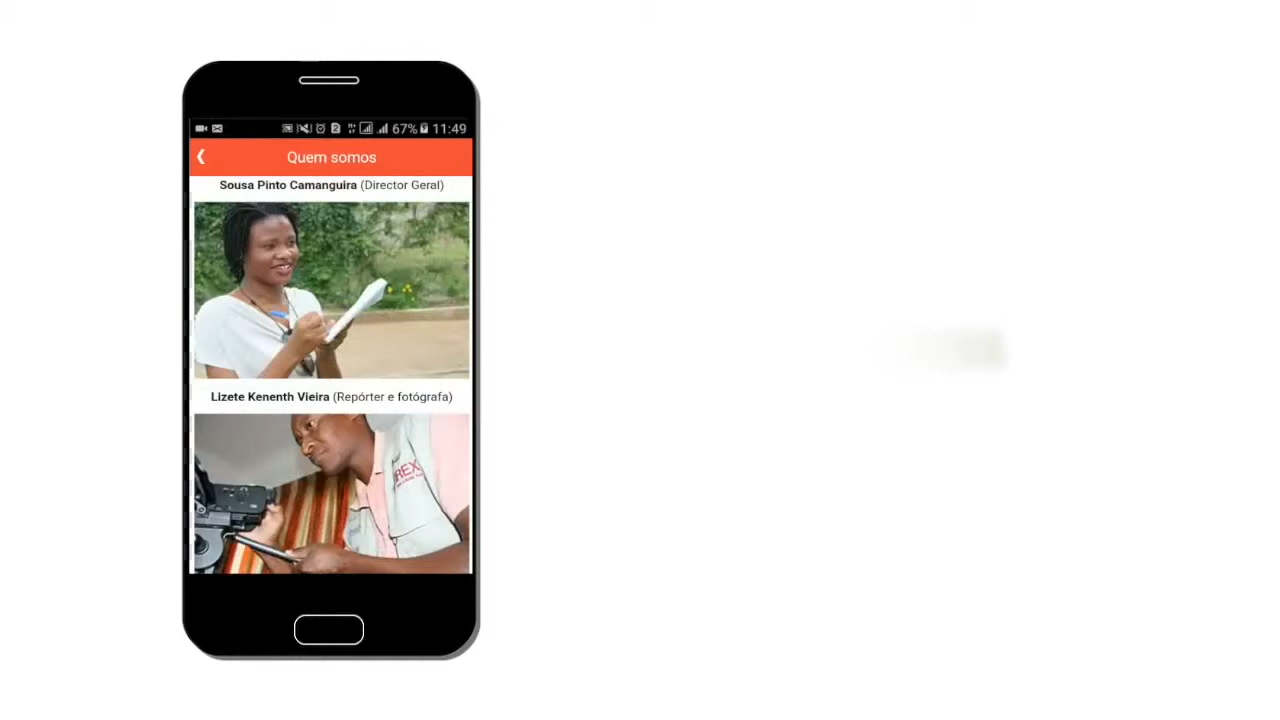 67% 11:49
Quem somos
Sousa Pinto Camanguira (Director Geral)
Lizete Kenenth Vieira (Repórter e fotógrafa)
REX